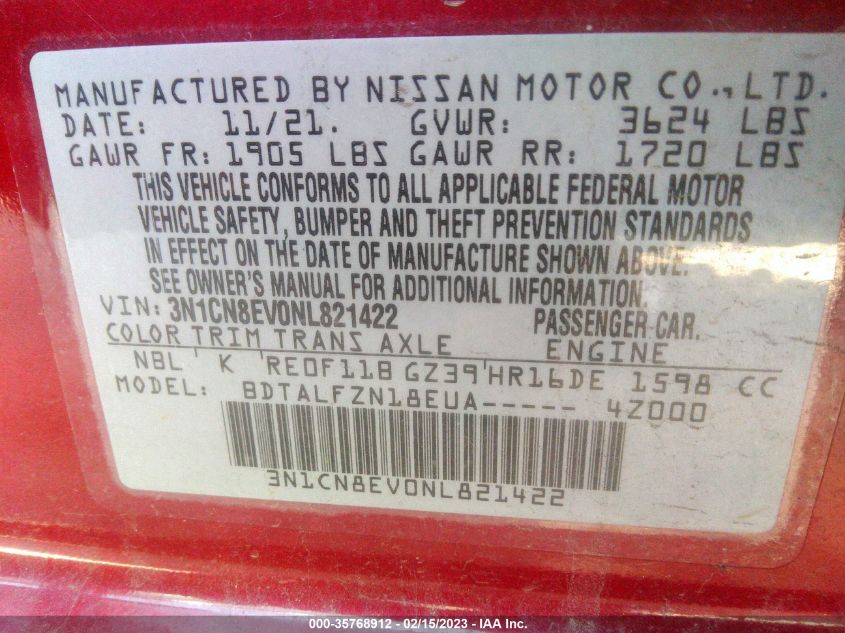 MANUFACTURED BY NISSAN MOTOR CO.,LTD.
DATE: 11/21. GVWR: 3624 LBS
GAWR FR: 1905 LBS GAWR RR: 1720 LBS
THIS VEHICLE CONFORMS TO ALL APPLICABLE FEDERAL MOTOR
VEHICLE SAFETY, BUMPER AND THEFT PREVENTION STANDARDS
IN EFFECT ON THE DATE OF MANUFACTURE SHOWN ABOVE.
SEE OWNER'S MANUAL FOR ADDITIONAL INFORMATION.
VIN: 3N1CN8EV0NL821422 PASSENGER CAR.
COLOR TRIM TRANS AXLE ENGINE
NBL K RE0F11B GZ39 HR16DE 1598 CC
MODEL: BDTALFZN18EUA----- 4Z000
3N1CN8EV0NL821422
000-35768912 - 02/15/2023 - IAA Inc.